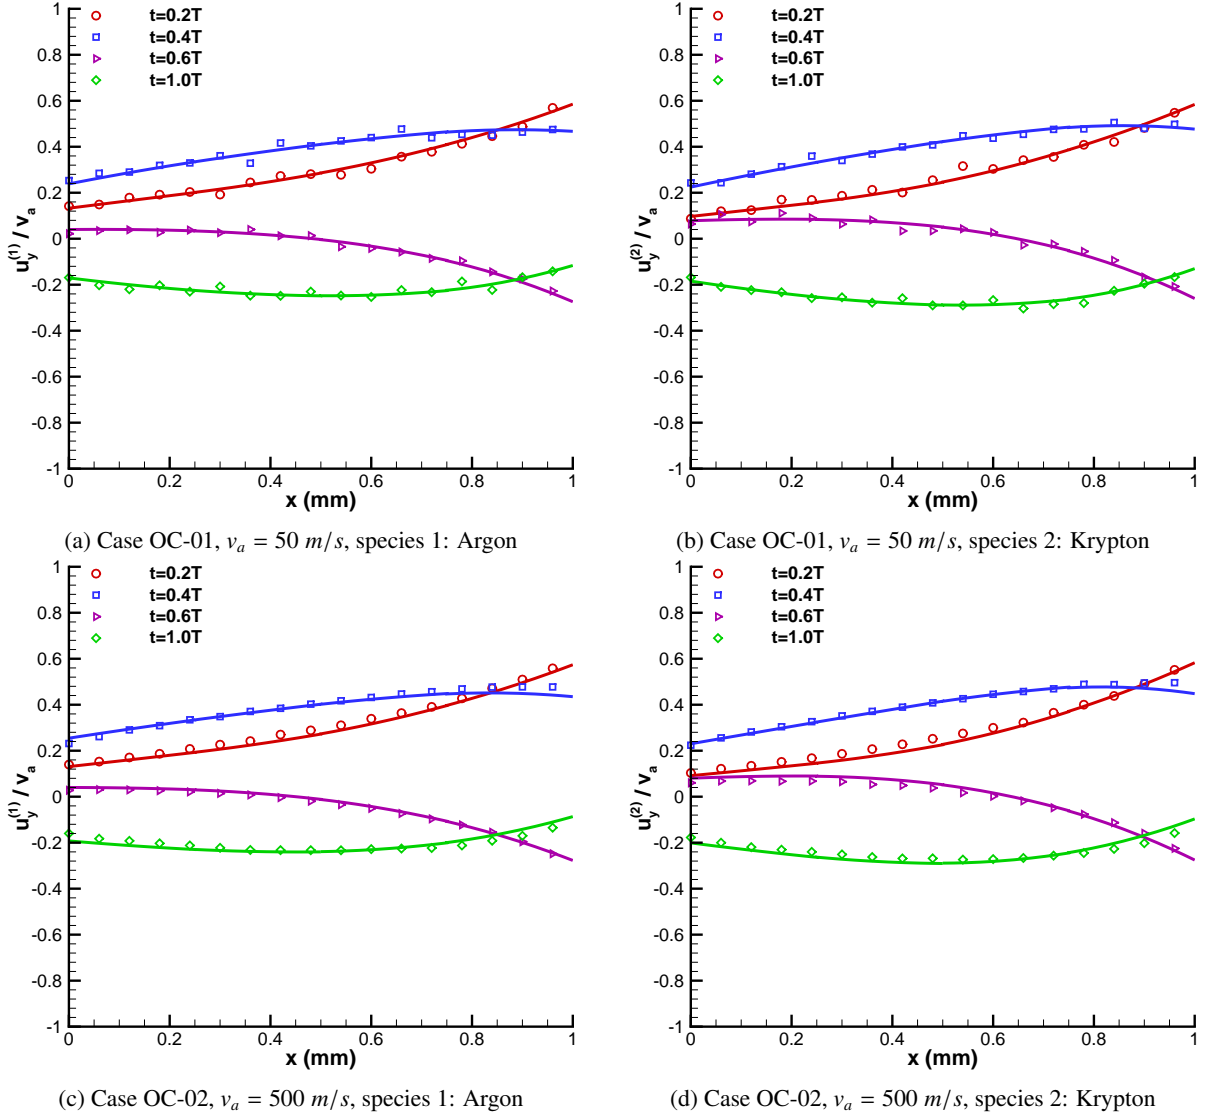 t=0.2T
t=0.4T
t=0.6T
t=1.0T
u_y^(1) / v_a
1
0.8
0.6
0.4
0.2
0
-0.2
-0.4
-0.6
-0.8
-1
0 0.2 0.4 0.6 0.8 1
x (mm)
(a) Case OC-01, v_a = 50 m/s, species 1: Argon
t=0.2T
t=0.4T
t=0.6T
t=1.0T
u_y^(2) / v_a
1
0.8
0.6
0.4
0.2
0
-0.2
-0.4
-0.6
-0.8
-1
0 0.2 0.4 0.6 0.8 1
x (mm)
(b) Case OC-01, v_a = 50 m/s, species 2: Krypton
t=0.2T
t=0.4T
t=0.6T
t=1.0T
u_y^(1) / v_a
1
0.8
0.6
0.4
0.2
0
-0.2
-0.4
-0.6
-0.8
-1
0 0.2 0.4 0.6 0.8 1
x (mm)
(c) Case OC-02, v_a = 500 m/s, species 1: Argon
t=0.2T
t=0.4T
t=0.6T
t=1.0T
u_y^(2) / v_a
1
0.8
0.6
0.4
0.2
0
-0.2
-0.4
-0.6
-0.8
-1
0 0.2 0.4 0.6 0.8 1
x (mm)
(d) Case OC-02, v_a = 500 m/s, species 2: Krypton